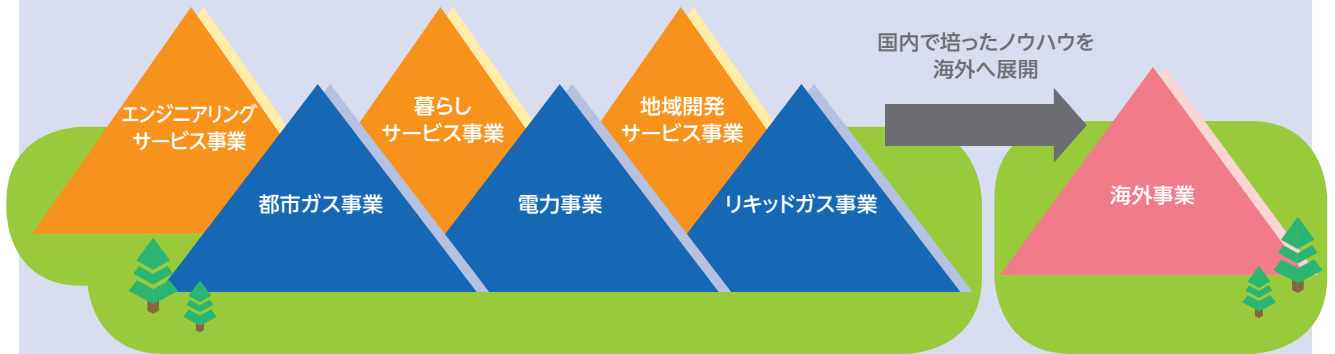 エンジニアリング
サービス事業
暮らし
サービス事業
地域開発
サービス事業
都市ガス事業
電力事業
リキッドガス事業
国内で培ったノウハウを
海外へ展開
海外事業